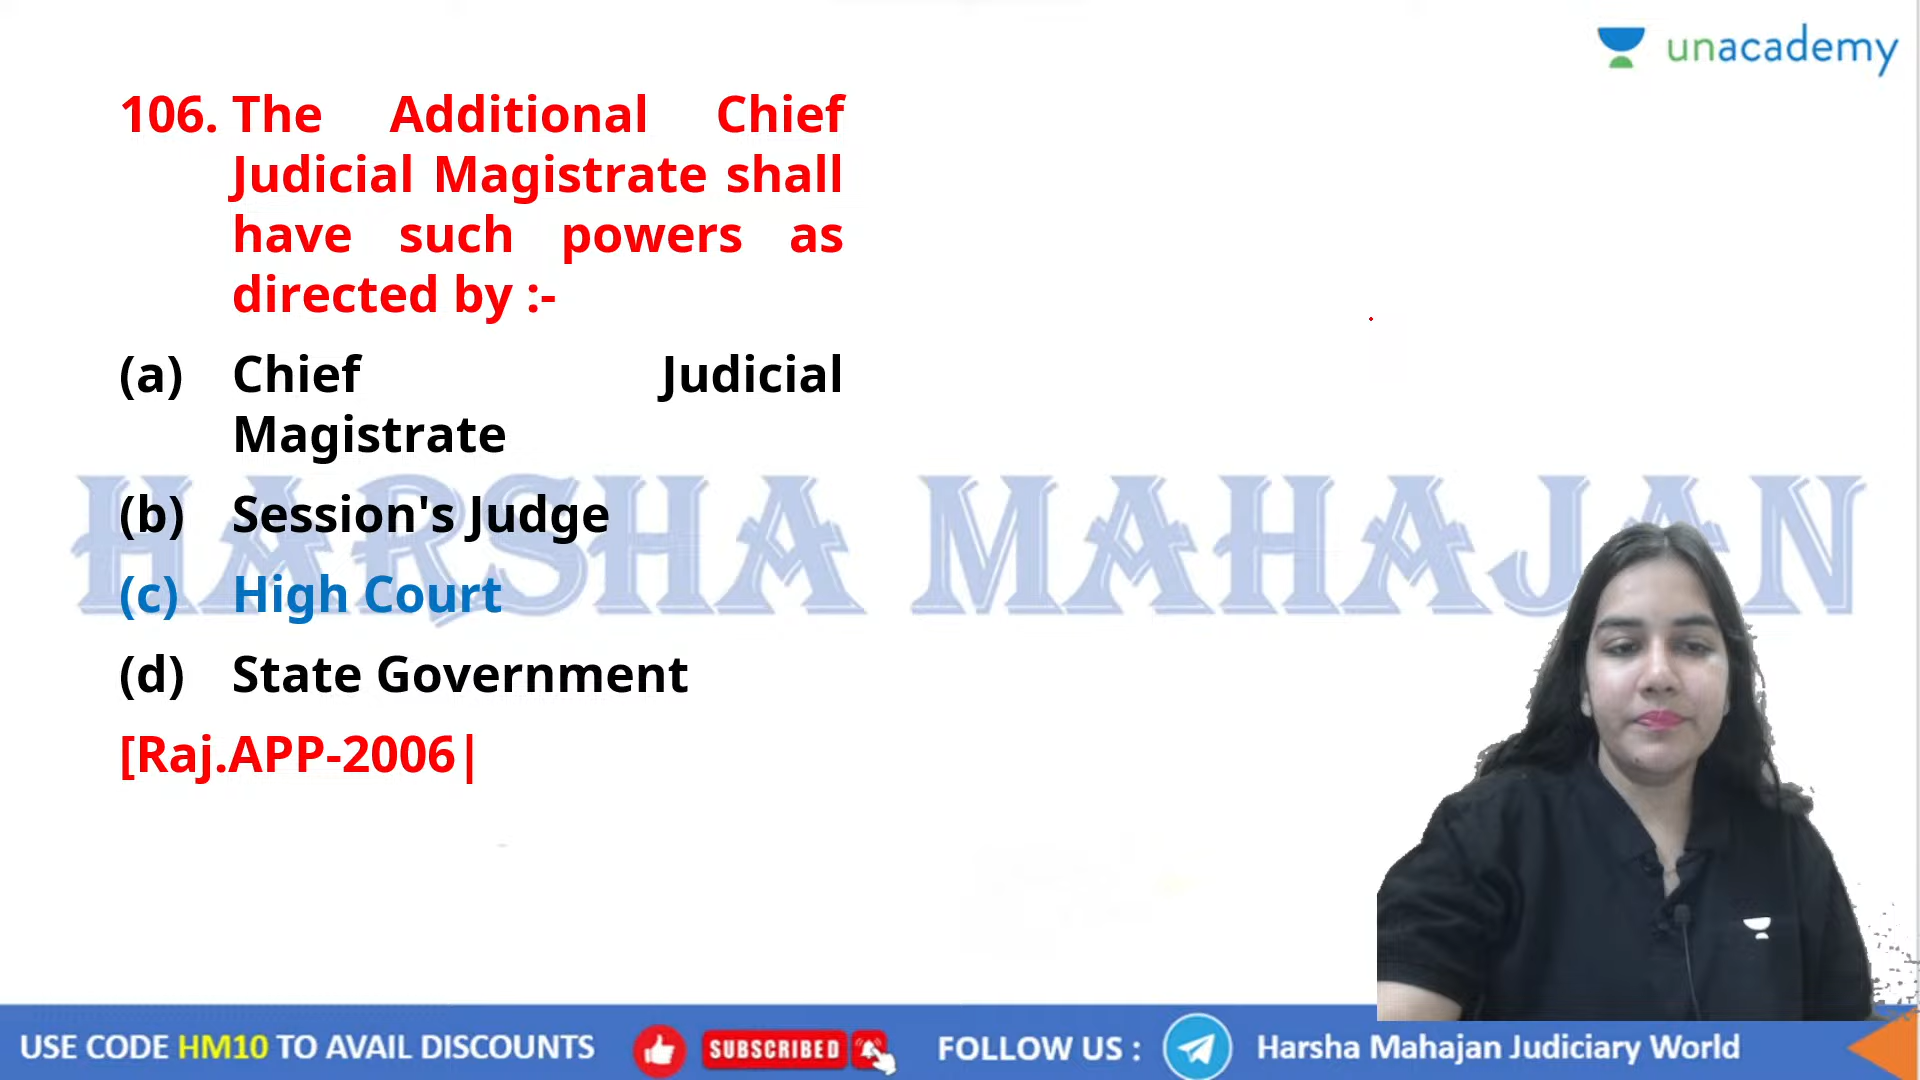 unacademy
106. The Additional Chief
Judicial Magistrate shall
have such powers as
directed by :-
(a) Chief Judicial
Magistrate
(b) Session's Judge
(c) High Court
(d) State Government
[Raj.APP-2006|
HARSHA MAHAJAN
USE CODE HM10 TO AVAIL DISCOUNTS
SUBSCRIBED
FOLLOW US :
Harsha Mahajan Judiciary World